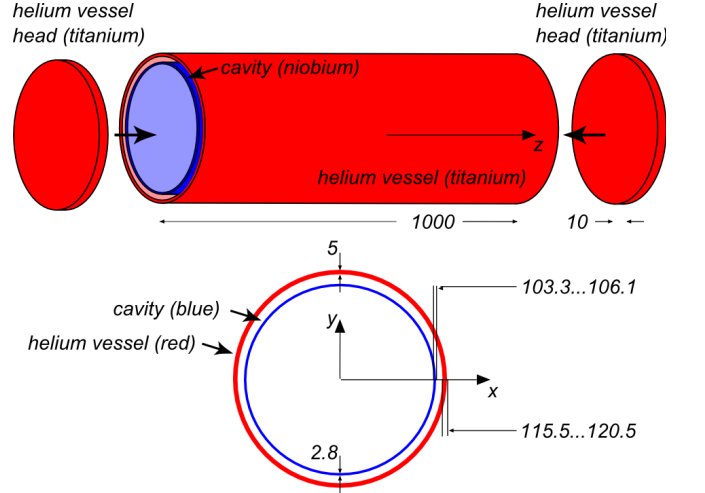 helium vessel
head (titanium)
helium vessel
head (titanium)
cavity (niobium)
z
helium vessel (titanium)
1000
10
5
103.3...106.1
cavity (blue)
y
helium vessel (red)
x
115.5...120.5
2.8